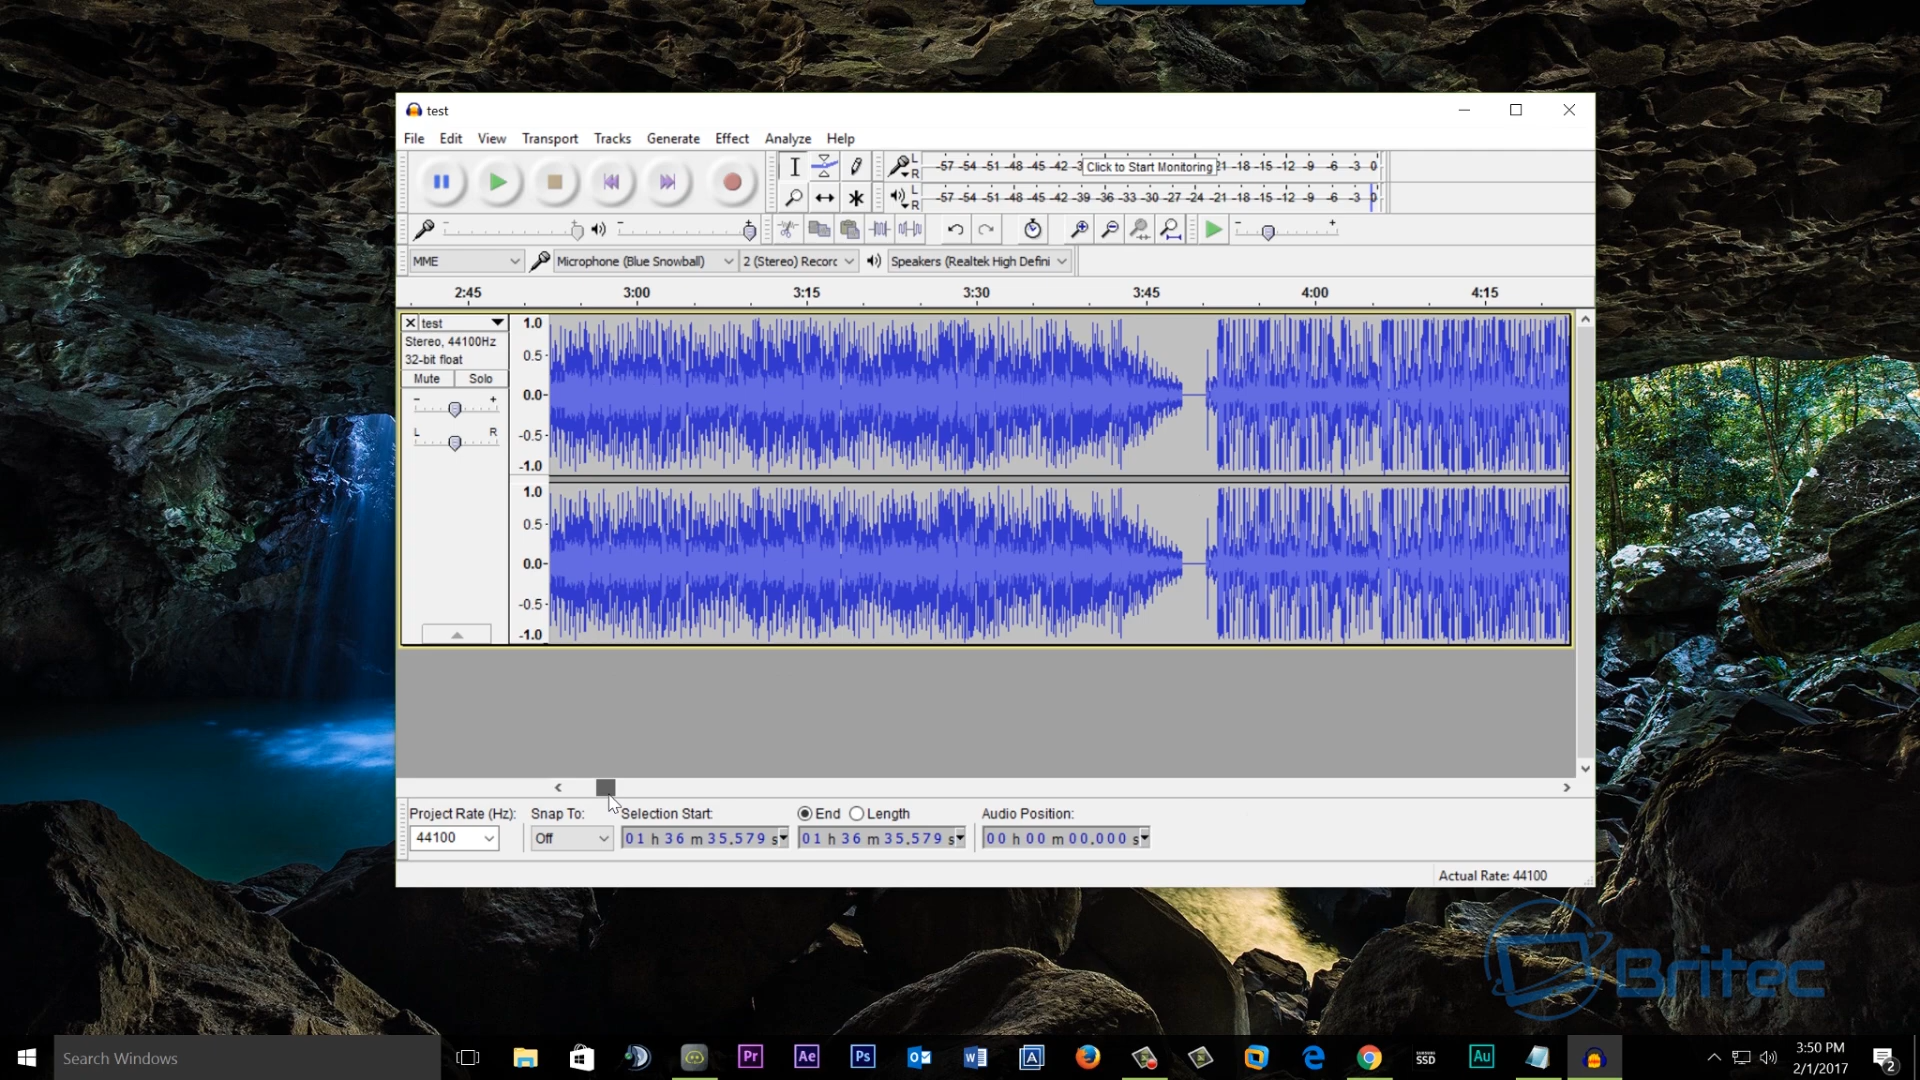 test
File Edit View Transport Tracks Generate Effect Analyze Help
L R -57 -54 -51 -48 -45 -42 -3 Click to Start Monitoring 21 -18 -15 -12 -9 -6 -3 0
L R -57 -54 -51 -48 -45 -42 -39 -36 -33 -30 -27 -24 -21 -18 -15 -12 -9 -6 -3 0
- + - + - +
MME Microphone (Blue Snowball) 2 (Stereo) Recorc Speakers (Realtek High Defini
2:45 3:00 3:15 3:30 3:45 4:00 4:15
test
Stereo, 44100Hz
32-bit float
Mute Solo
- +
L R
1.0
0.5
0.0
-0.5
-1.0
1.0
0.5
0.0
-0.5
-1.0
Project Rate (Hz): Snap To: Selection Start: End Length Audio Position:
44100 Off 01 h 36 m 35.579 s 01 h 36 m 35.579 s 00 h 00 m 00.000 s
Actual Rate: 44100
Britec
Search Windows
Pr Ae Ps W A SSD Au
3:50 PM
2/1/2017
2